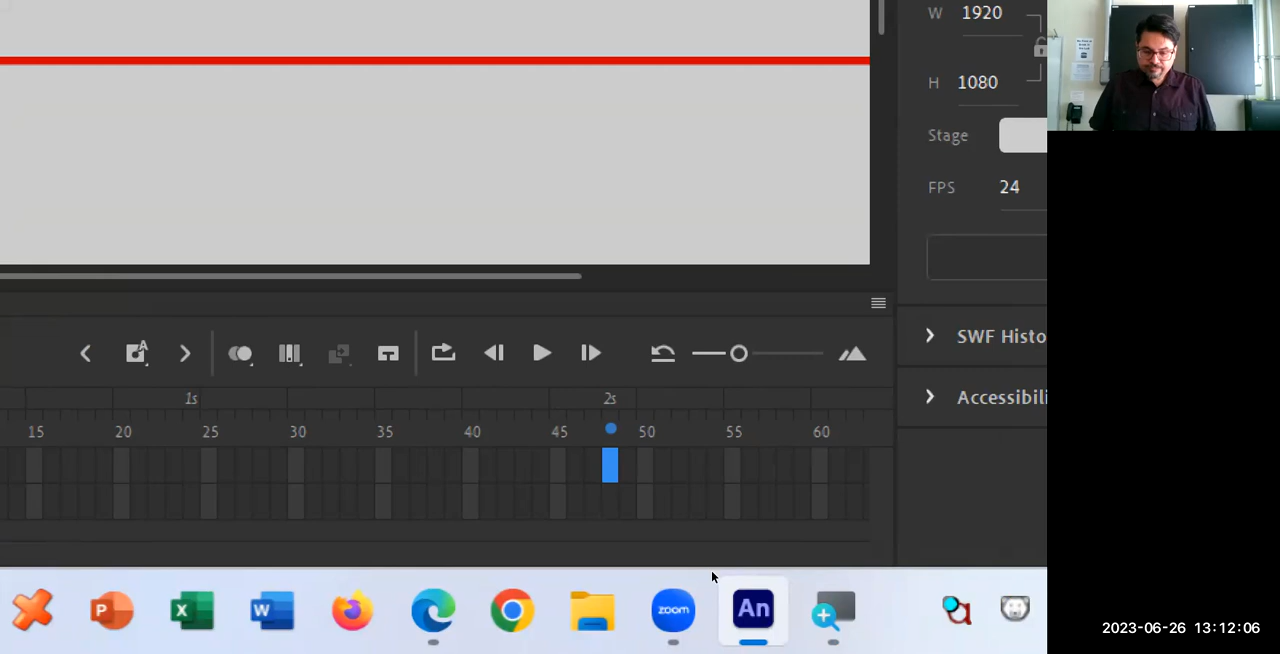 W 1920
H 1080
Stage
FPS 24
SWF Histo
Accessibili
A
1s 2s
15 20 25 30 35 40 45 50 55 60
P X W zoom An
2023-06-26 13:12:06